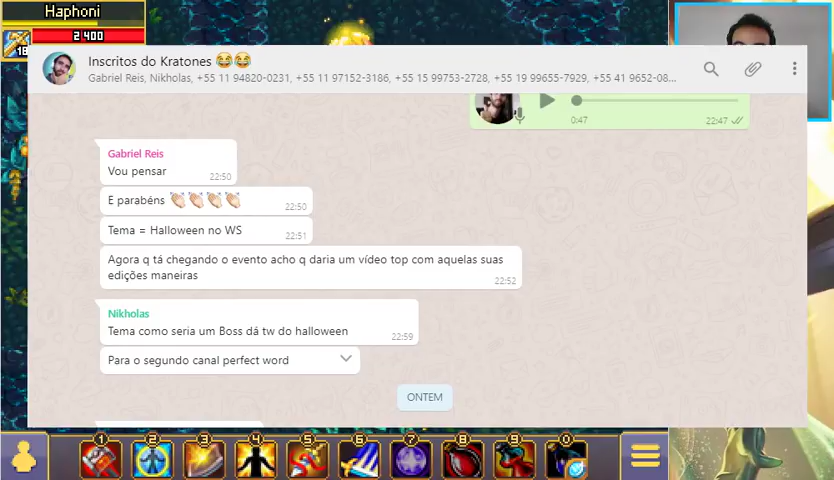 Haphoni
2 400
18
Inscritos do Kratones 😂😂
Gabriel Reis, Nikholas, +55 11 94820-0231, +55 11 97152-3186, +55 15 99753-2728, +55 19 99655-7929, +55 41 9652-08...
0:47
22:47
Gabriel Reis
Vou pensar
22:50
E parabéns 👏🏻👏🏻👏🏻👏🏻
22:50
Tema = Halloween no WS
22:51
Agora q tá chegando o evento acho q daria um vídeo top com aquelas suas
edições maneiras
22:52
Nikholas
Tema como seria um Boss dá tw do halloween
22:59
Para o segundo canal perfect word
ONTEM
1 2 3 4 5 6 7 8 9 0